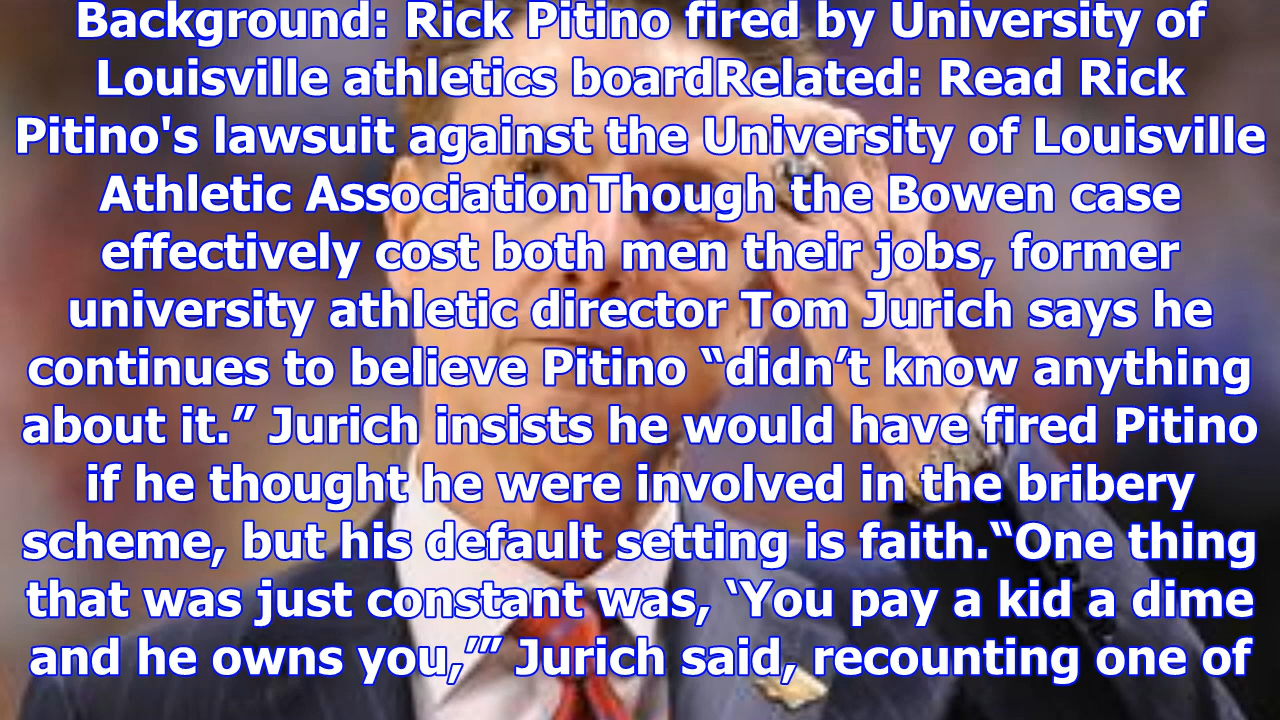 Background: Rick Pitino fired by University of
Louisville athletics boardRelated: Read Rick
Pitino's lawsuit against the University of Louisville
Athletic AssociationThough the Bowen case
effectively cost both men their jobs, former
university athletic director Tom Jurich says he
continues to believe Pitino “didn’t know anything
about it.” Jurich insists he would have fired Pitino
if he thought he were involved in the bribery
scheme, but his default setting is faith.“One thing
that was just constant was, ‘You pay a kid a dime
and he owns you,’” Jurich said, recounting one of